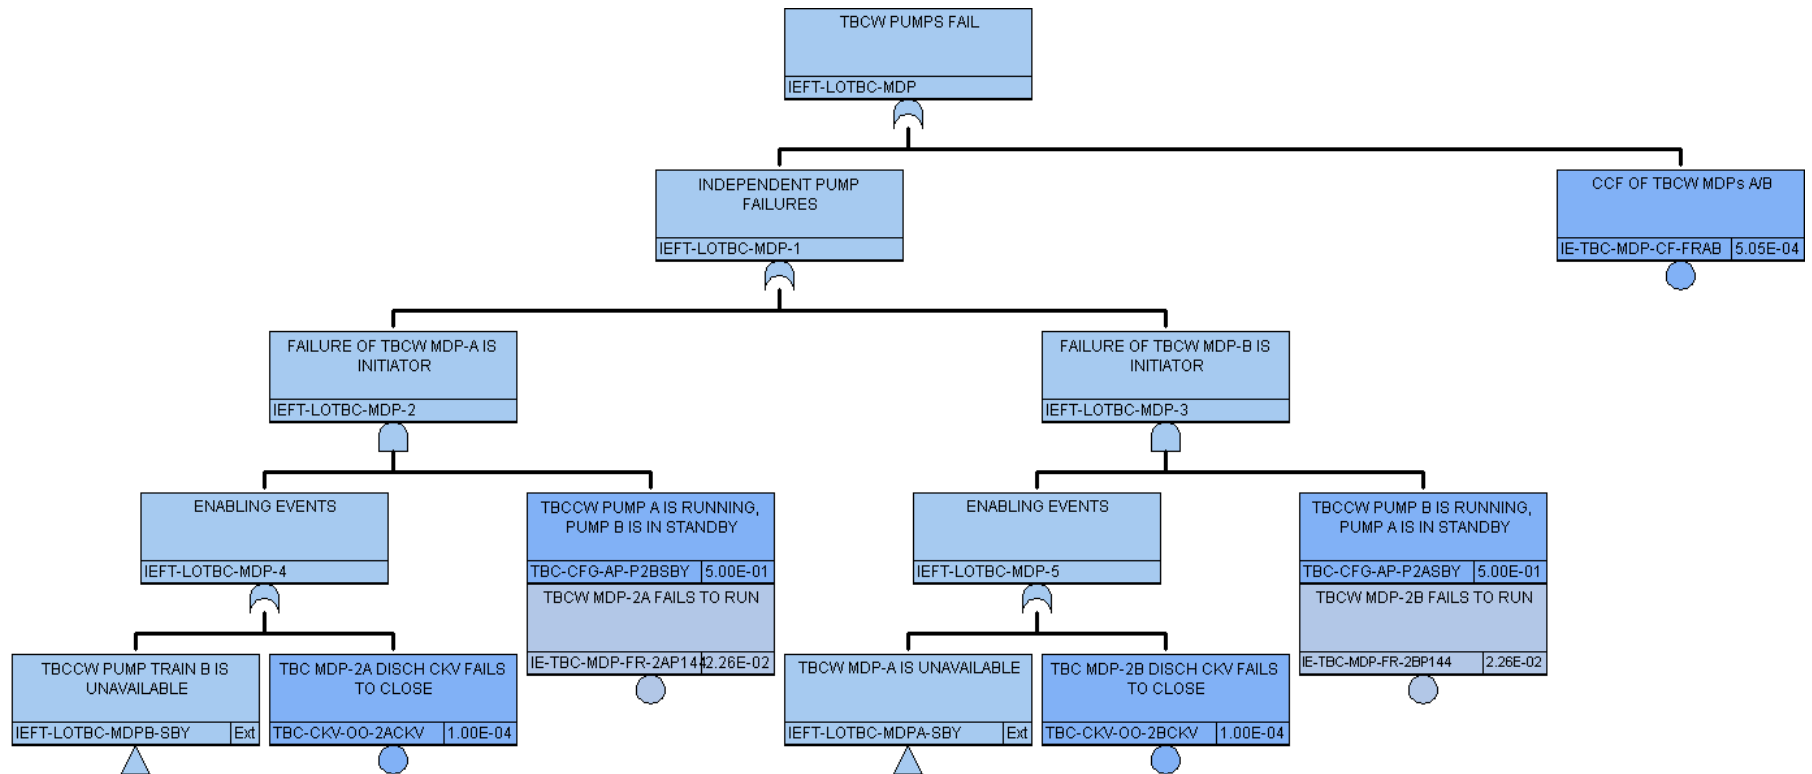 TBCW PUMPS FAIL
IEFT-LOTBC-MDP
INDEPENDENT PUMP
FAILURES
IEFT-LOTBC-MDP-1
CCF OF TBCW MDPs A/B
IE-TBC-MDP-CF-FRAB 5.05E-04
FAILURE OF TBCW MDP-A IS
INITIATOR
IEFT-LOTBC-MDP-2
FAILURE OF TBCW MDP-B IS
INITIATOR
IEFT-LOTBC-MDP-3
ENABLING EVENTS
IEFT-LOTBC-MDP-4
TBCCW PUMP A IS RUNNING,
PUMP B IS IN STANDBY
TBC-CFG-AP-P2BSBY 5.00E-01
TBCW MDP-2A FAILS TO RUN
IE-TBC-MDP-FR-2AP144 2.26E-02
ENABLING EVENTS
IEFT-LOTBC-MDP-5
TBCCW PUMP B IS RUNNING,
PUMP A IS IN STANDBY
TBC-CFG-AP-P2ASBY 5.00E-01
TBCW MDP-2B FAILS TO RUN
IE-TBC-MDP-FR-2BP144 2.26E-02
TBCCW PUMP TRAIN B IS
UNAVAILABLE
IEFT-LOTBC-MDPB-SBY Ext
TBC MDP-2A DISCH CKV FAILS
TO CLOSE
TBC-CKV-OO-2ACKV 1.00E-04
TBCW MDP-A IS UNAVAILABLE
IEFT-LOTBC-MDPA-SBY Ext
TBC MDP-2B DISCH CKV FAILS
TO CLOSE
TBC-CKV-OO-2BCKV 1.00E-04